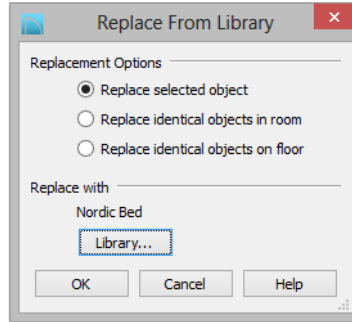 Replace From Library
Replacement Options
Replace selected object
Replace identical objects in room
Replace identical objects on floor
Replace with
Nordic Bed
Library...
OK Cancel Help